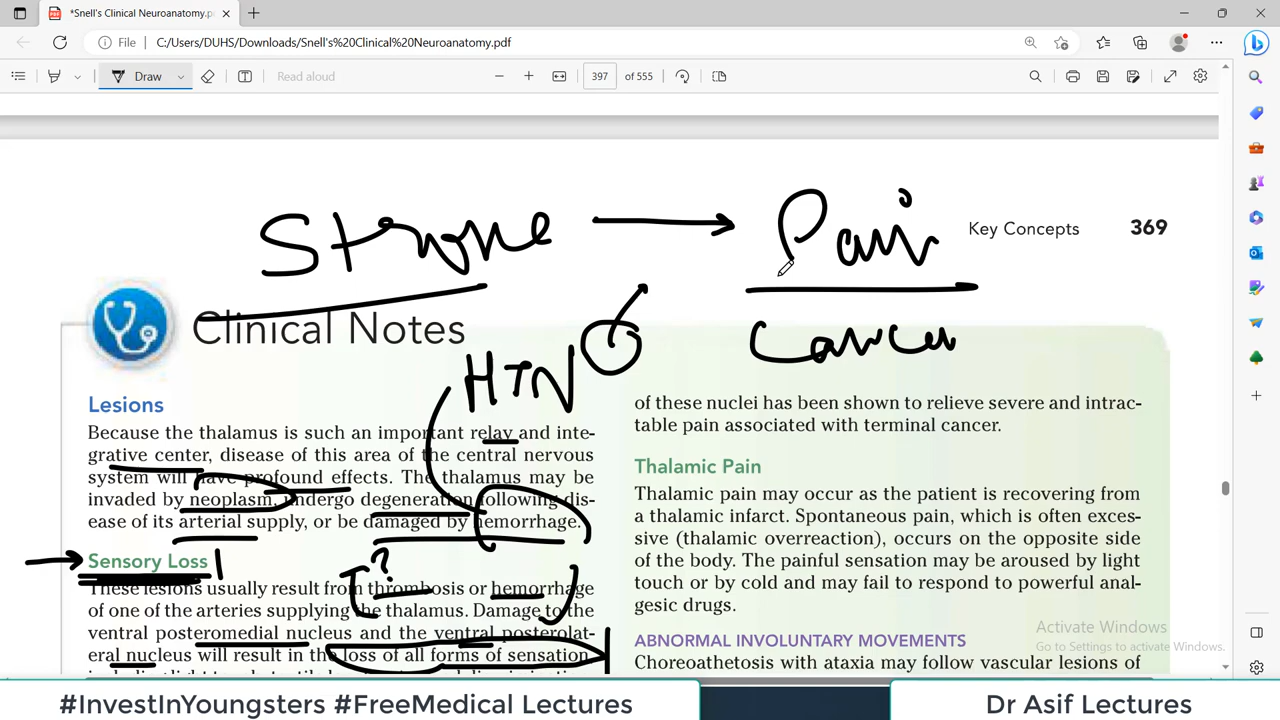 *Snell's Clinical Neuroanatomy.p
File C:/Users/DUHS/Downloads/Snell's%20Clinical%20Neuroanatomy.pdf
Draw Read aloud 397 of 555
Key Concepts 369
Stroke → Pain
Cancer
HTN
Clinical Notes
Lesions
Because the thalamus is such an important relay and inte-
grative center, disease of this area of the central nervous
system will have profound effects. The thalamus may be
invaded by neoplasm, undergo degeneration following dis-
ease of its arterial supply, or be damaged by hemorrhage.
Sensory Loss
?
These lesions usually result from thrombosis or hemorrhage
of one of the arteries supplying the thalamus. Damage to the
ventral posteromedial nucleus and the ventral posterolat-
eral nucleus will result in the loss of all forms of sensation,
of these nuclei has been shown to relieve severe and intrac-
table pain associated with terminal cancer.
Thalamic Pain
Thalamic pain may occur as the patient is recovering from
a thalamic infarct. Spontaneous pain, which is often exces-
sive (thalamic overreaction), occurs on the opposite side
of the body. The painful sensation may be aroused by light
touch or by cold and may fail to respond to powerful anal-
gesic drugs.
ABNORMAL INVOLUNTARY MOVEMENTS
Choreoathetosis with ataxia may follow vascular lesions of
Activate Windows
Go to Settings to activate Windows.
#InvestInYoungsters #FreeMedical Lectures
Dr Asif Lectures